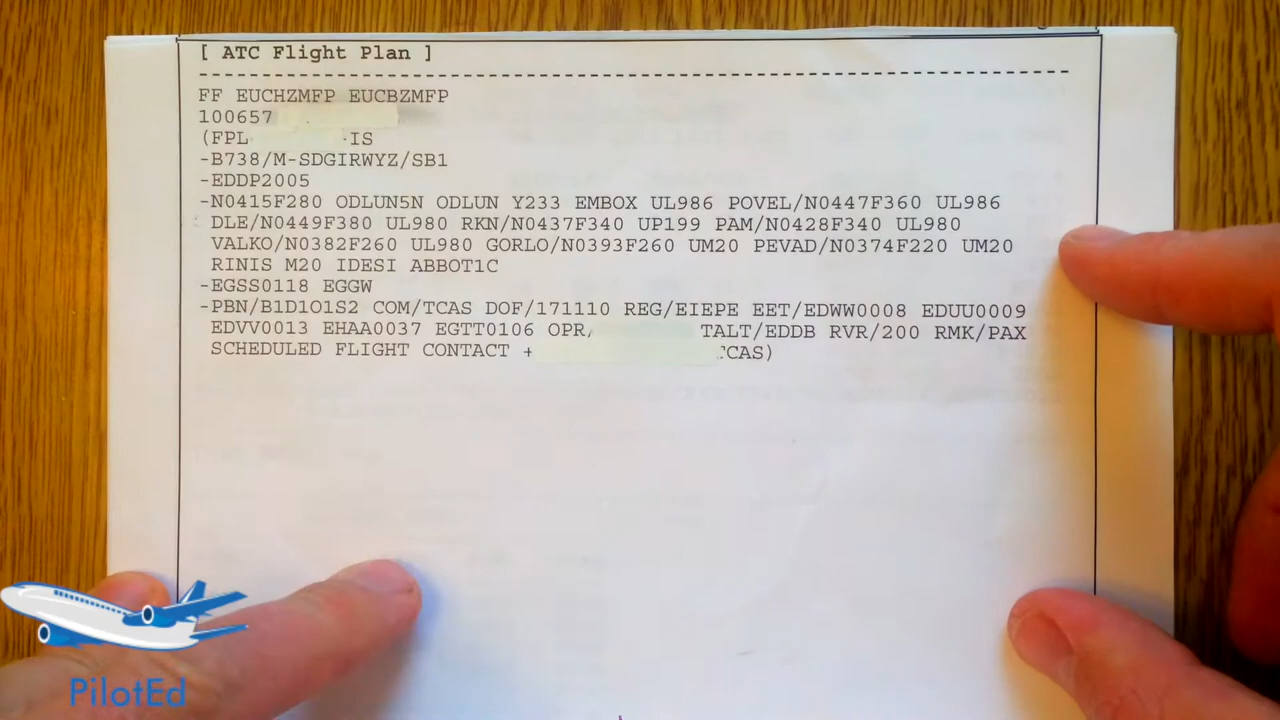 [ ATC Flight Plan ]
FF EUCHZMFP EUCBZMFP
100657
(FPL -IS
-B738/M-SDGIRWYZ/SB1
-EDDP2005
-N0415F280 ODLUN5N ODLUN Y233 EMBOX UL986 POVEL/N0447F360 UL986
DLE/N0449F380 UL980 RKN/N0437F340 UP199 PAM/N0428F340 UL980
VALKO/N0382F260 UL980 GORLO/N0393F260 UM20 PEVAD/N0374F220 UM20
RINIS M20 IDESI ABBOT1C
-EGSS0118 EGGW
-PBN/B1D1O1S2 COM/TCAS DOF/171110 REG/EIEPE EET/EDWW0008 EDUU0009
EDVV0013 EHAA0037 EGTT0106 OPR/ TALT/EDDB RVR/200 RMK/PAX
SCHEDULED FLIGHT CONTACT + TCAS)
PilotEd